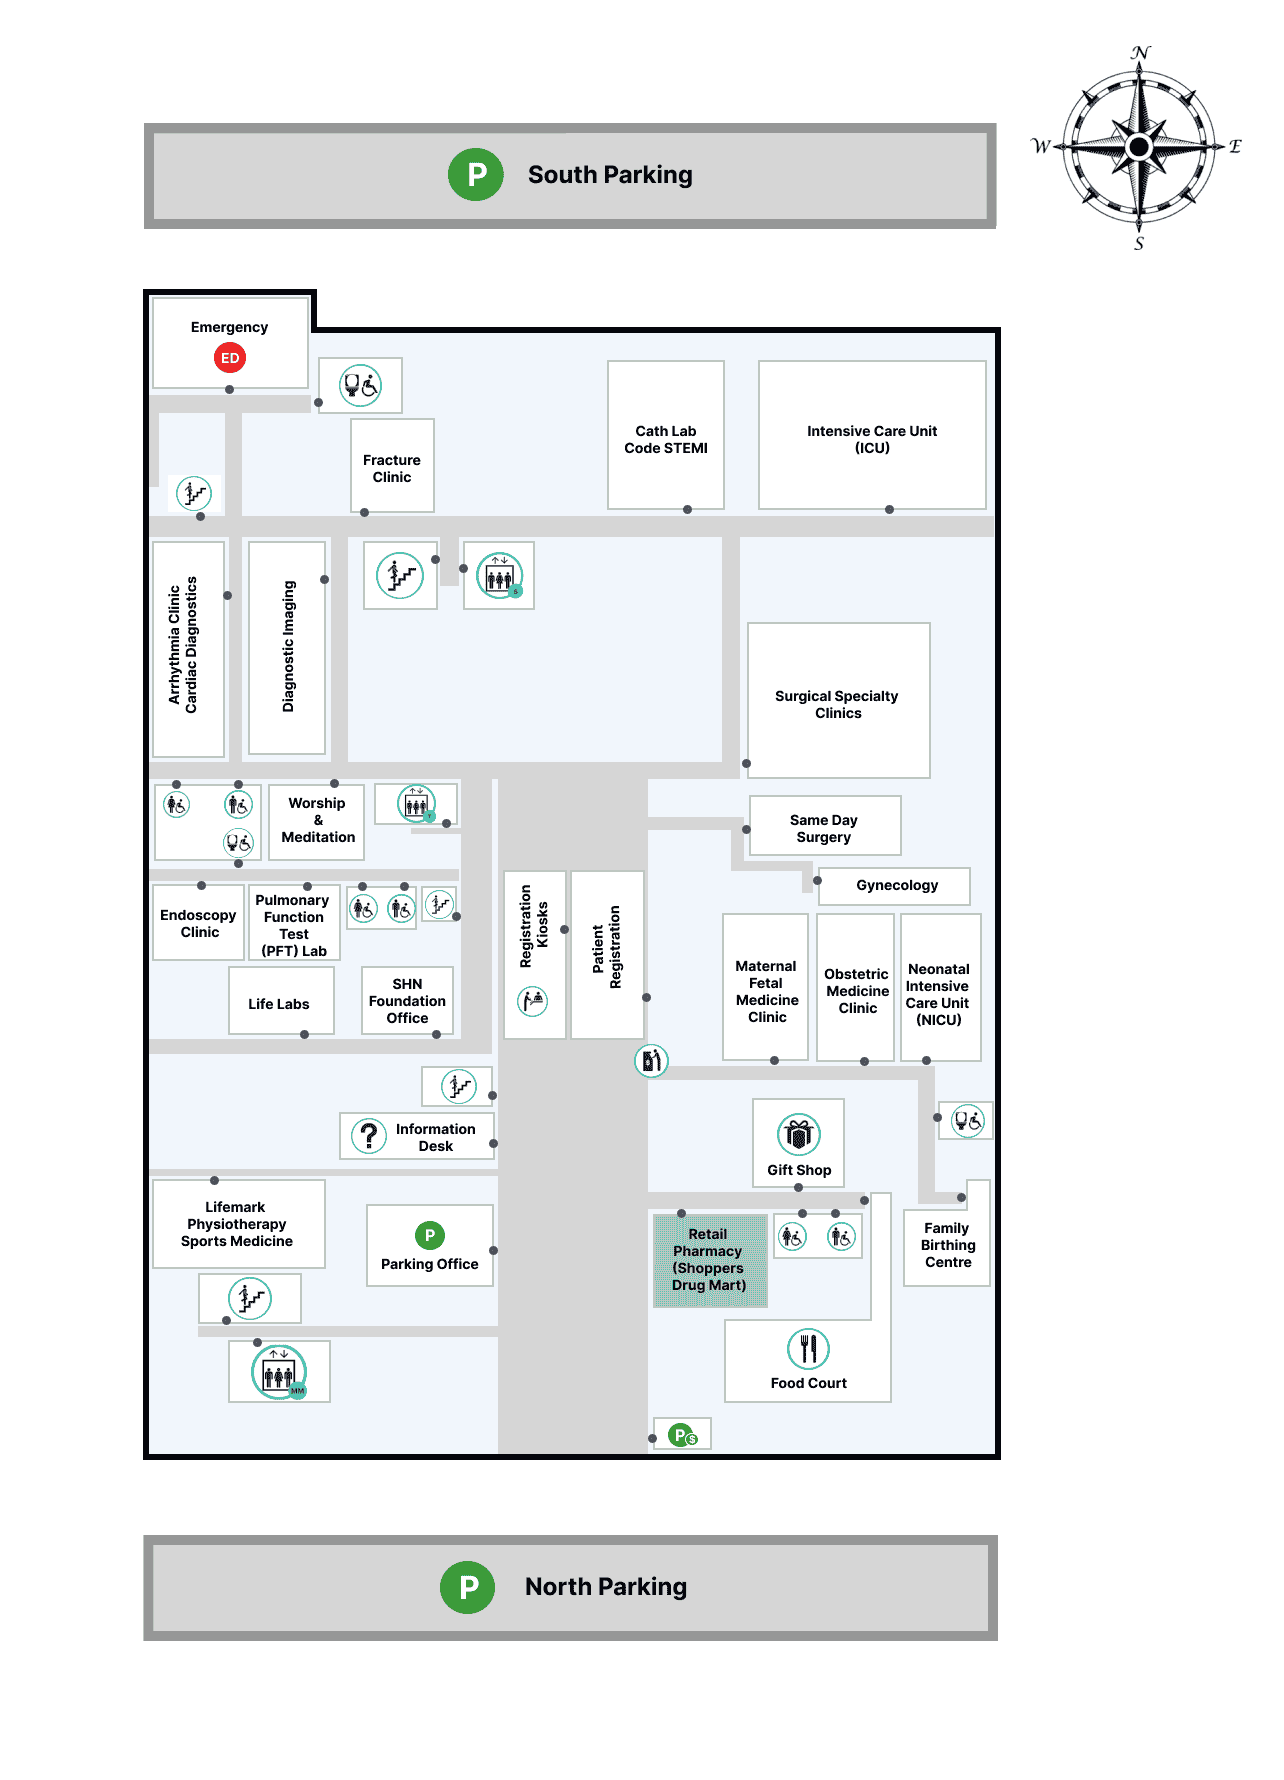 N
W
E
S
P South Parking
Emergency
ED
Fracture
Clinic
Cath Lab
Code STEMI
Intensive Care Unit
(ICU)
Arrhythmia Clinic
Cardiac Diagnostics
Diagnostic Imaging
S
Surgical Specialty
Clinics
Worship
&
Meditation
Y
Same Day
Surgery
Gynecology
Endoscopy
Clinic
Pulmonary
Function
Test
(PFT) Lab
Registration
Kiosks
Patient
Registration
Maternal
Fetal
Medicine
Clinic
Obstetric
Medicine
Clinic
Neonatal
Intensive
Care Unit
(NICU)
Life Labs
SHN
Foundation
Office
? Information
Desk
Gift Shop
Lifemark
Physiotherapy
Sports Medicine
P
Parking Office
Retail
Pharmacy
(Shoppers
Drug Mart)
Family
Birthing
Centre
MM
Food Court
P $
P North Parking